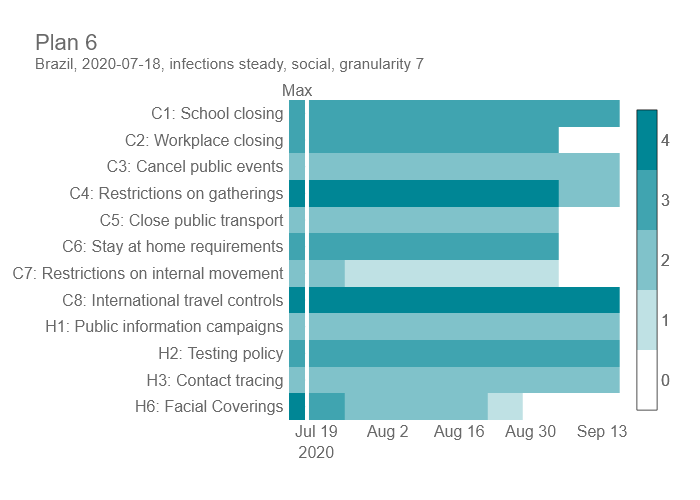 Plan 6
Brazil, 2020-07-18, infections steady, social, granularity 7
Max
C1: School closing
C2: Workplace closing
C3: Cancel public events
C4: Restrictions on gatherings
C5: Close public transport
C6: Stay at home requirements
C7: Restrictions on internal movement
C8: International travel controls
H1: Public information campaigns
H2: Testing policy
H3: Contact tracing
H6: Facial Coverings
Jul 19 Aug 2 Aug 16 Aug 30 Sep 13
2020
4
3
2
1
0